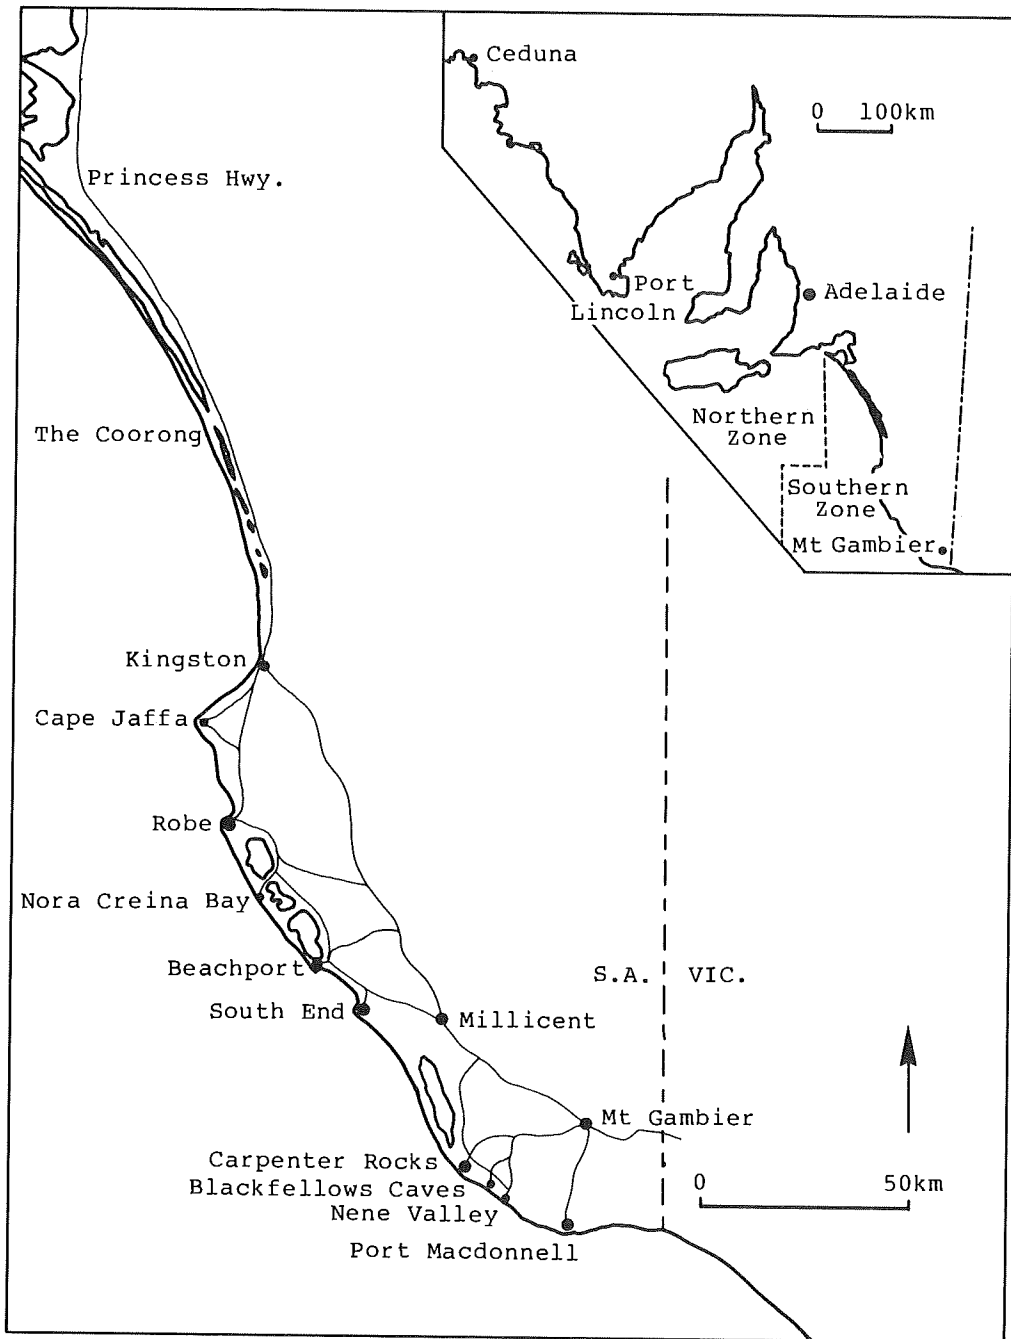 Ceduna
0 100km
Princess Hwy.
Port
Lincoln
Adelaide
Northern
Zone
The Coorong
Southern
Zone
Mt Gambier
Kingston
Cape Jaffa
Robe
Nora Creina Bay
Beachport
S.A. VIC.
South End
Millicent
Mt Gambier
Carpenter Rocks
Blackfellows Caves
Nene Valley
Port Macdonnell
0 50km